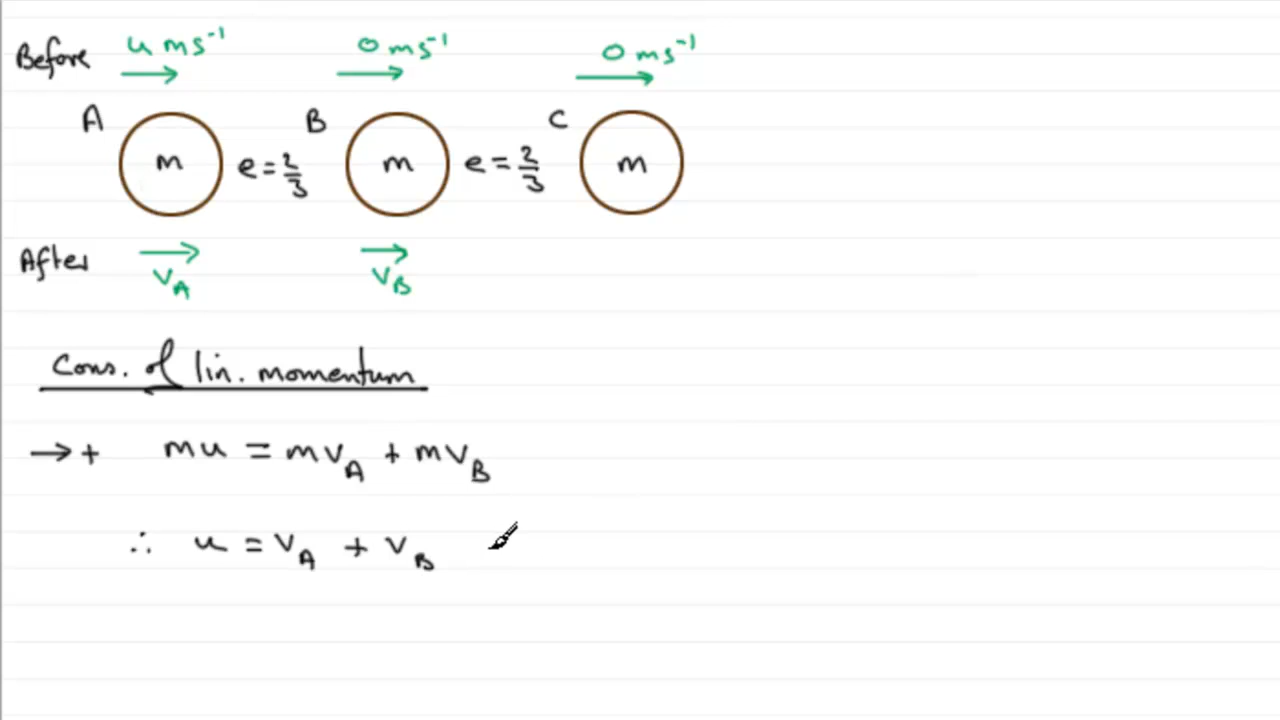 Before u ms⁻¹ 0 ms⁻¹ 0 ms⁻¹
A B C
m e = 2/3 m e = 2/3 m
After v_A v_B
Cons. of lin. momentum
→ + mu = mv_A + mv_B
∴ u = v_A + v_B